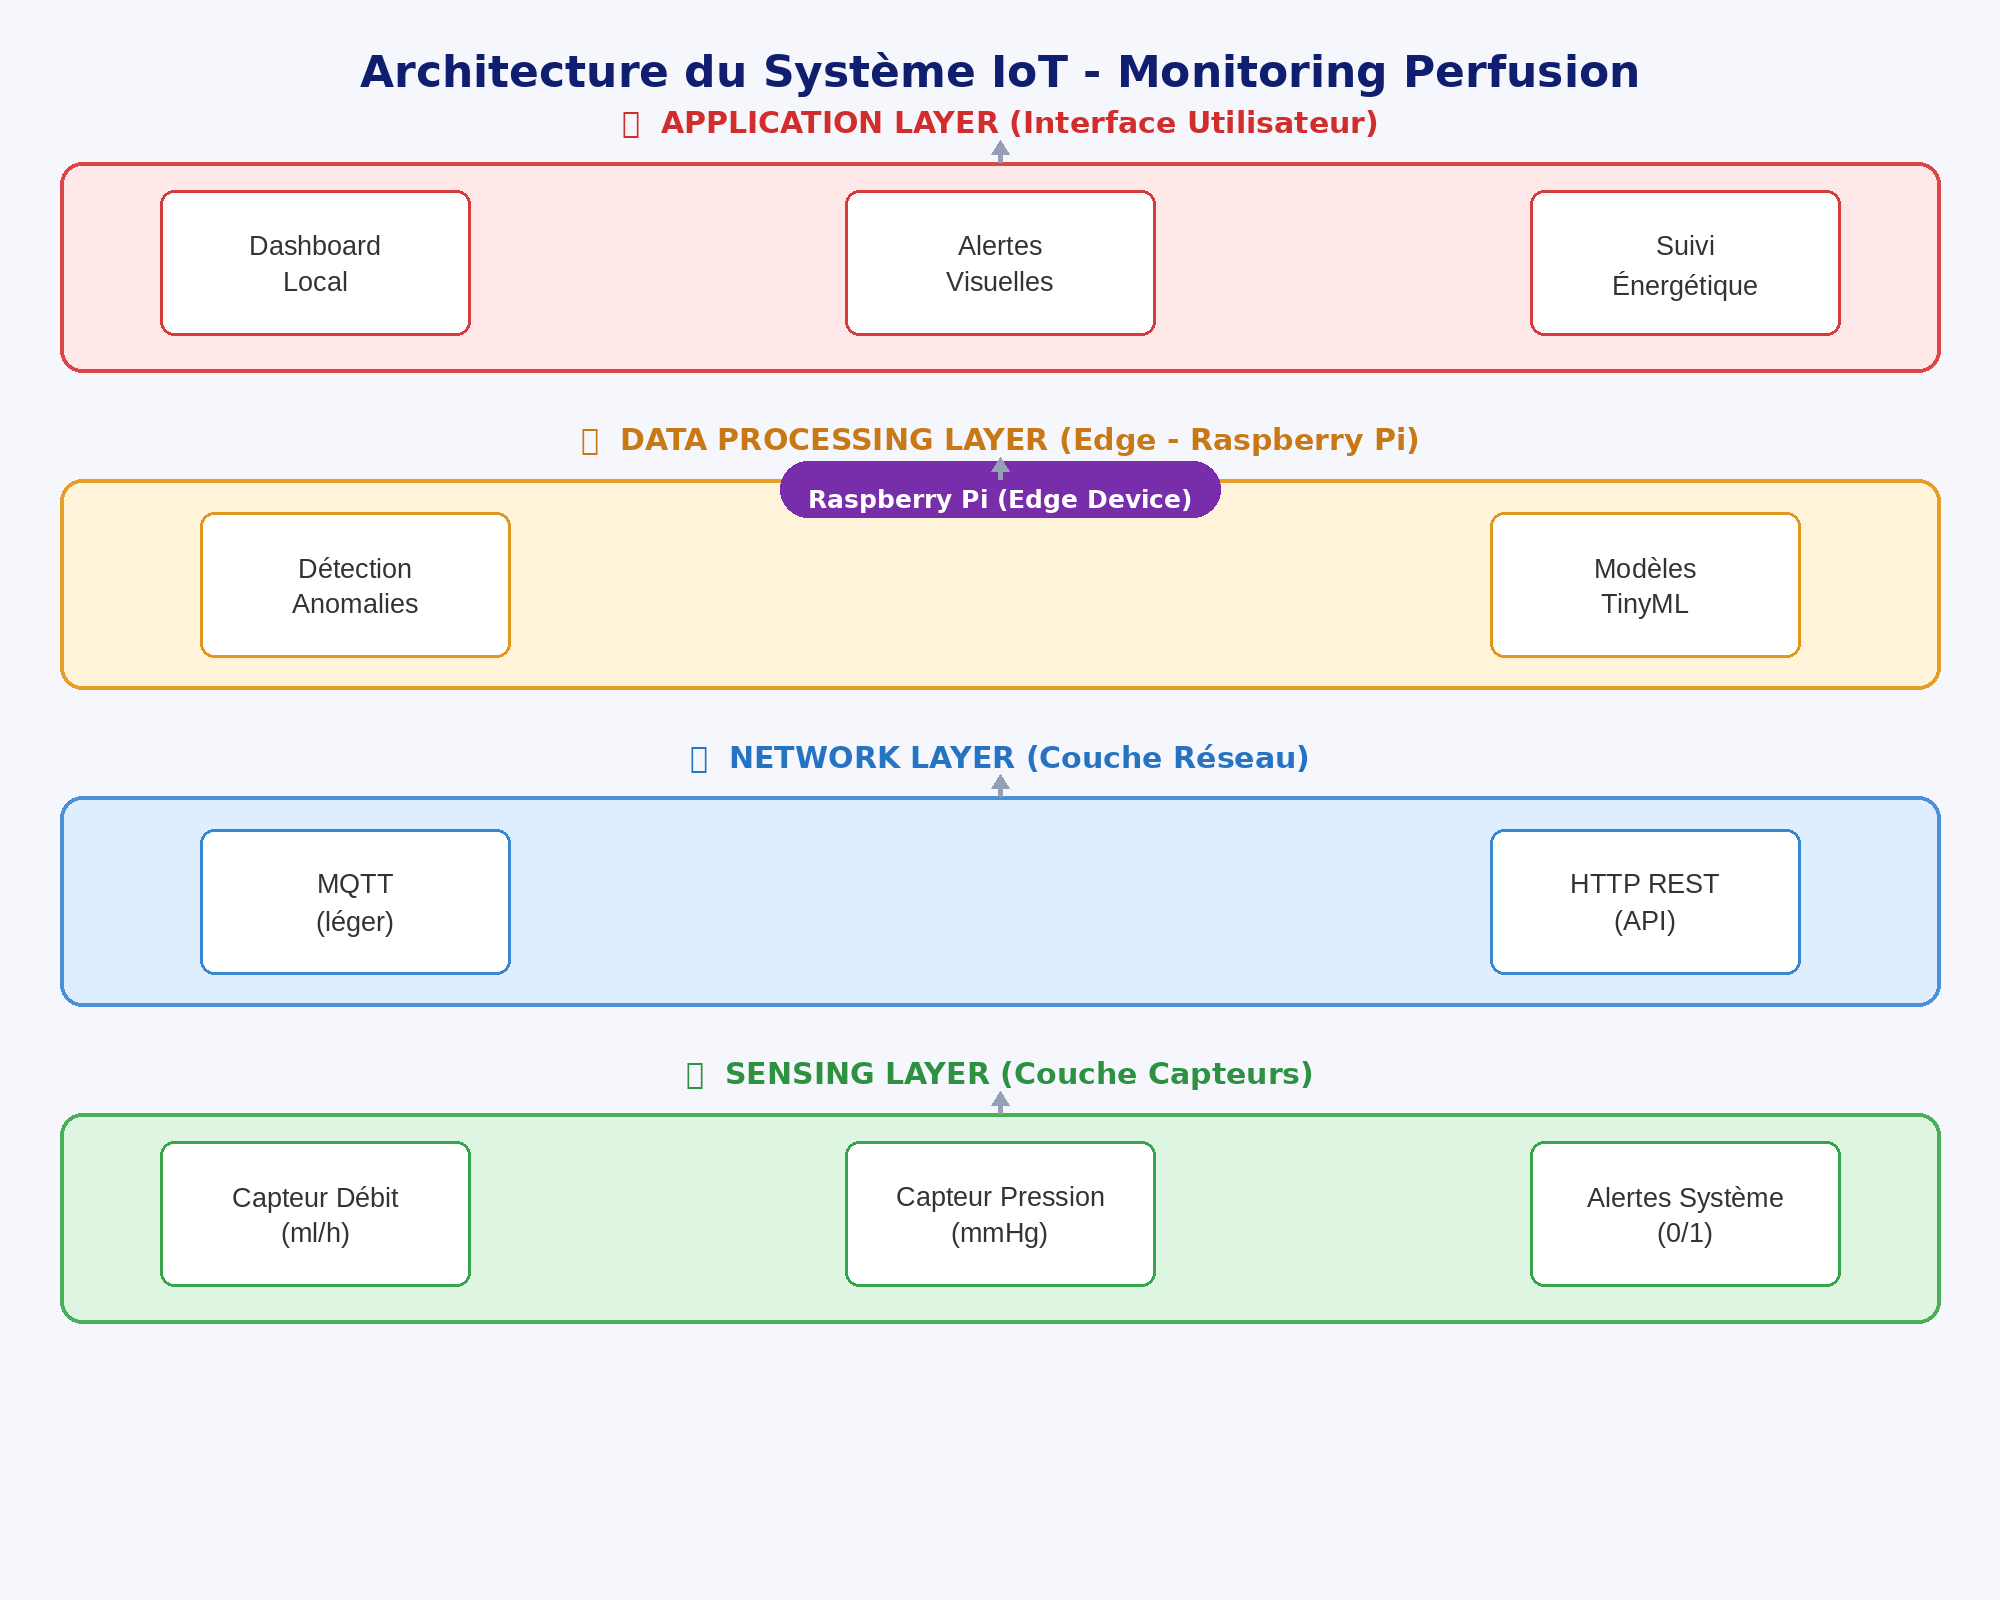 Architecture du Système IoT - Monitoring Perfusion
APPLICATION LAYER (Interface Utilisateur)
Dashboard
Local
Alertes
Visuelles
Suivi
Énergétique
DATA PROCESSING LAYER (Edge - Raspberry Pi)
Raspberry Pi (Edge Device)
Détection
Anomalies
Modèles
TinyML
NETWORK LAYER (Couche Réseau)
MQTT
(léger)
HTTP REST
(API)
SENSING LAYER (Couche Capteurs)
Capteur Débit
(ml/h)
Capteur Pression
(mmHg)
Alertes Système
(0/1)